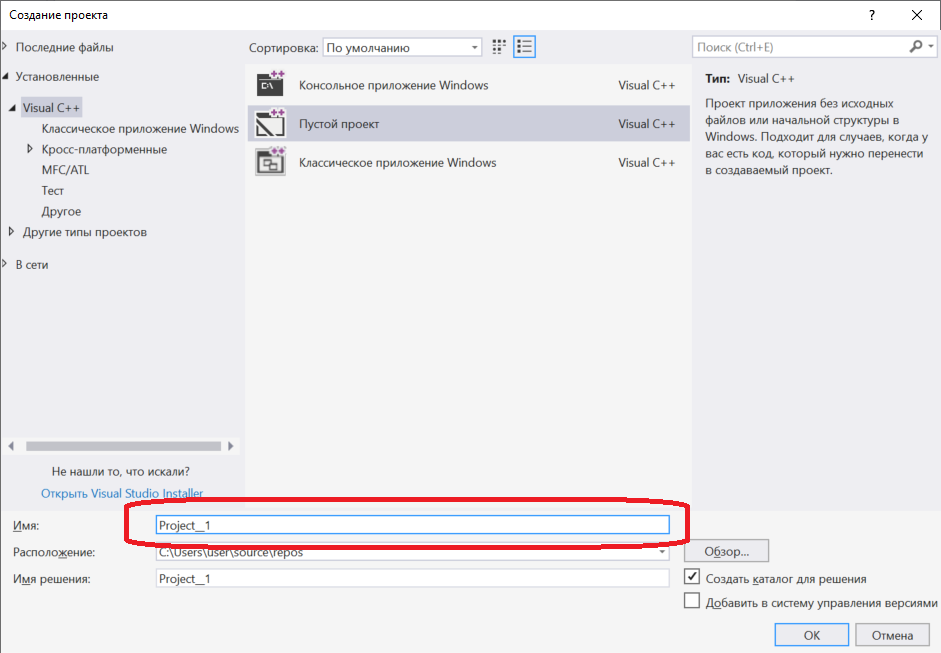 Создание проекта
?
Последние файлы
Установленные
Visual C++
Классическое приложение Windows
Кросс-платформенные
MFC/ATL
Тест
Другое
Другие типы проектов
В сети
Не нашли то, что искали?
Открыть Visual Studio Installer
Сортировка: По умолчанию
Консольное приложение Windows Visual C++
Пустой проект Visual C++
Классическое приложение Windows Visual C++
Поиск (Ctrl+E)
Тип: Visual C++
Проект приложения без исходных
файлов или начальной структуры в
Windows. Подходит для случаев, когда у
вас есть код, который нужно перенести
в создаваемый проект.
Имя: Project__1
Расположение: C:\Users\user\source\repos
Обзор...
Имя решения: Project__1
Создать каталог для решения
Добавить в систему управления версиями
OK Отмена